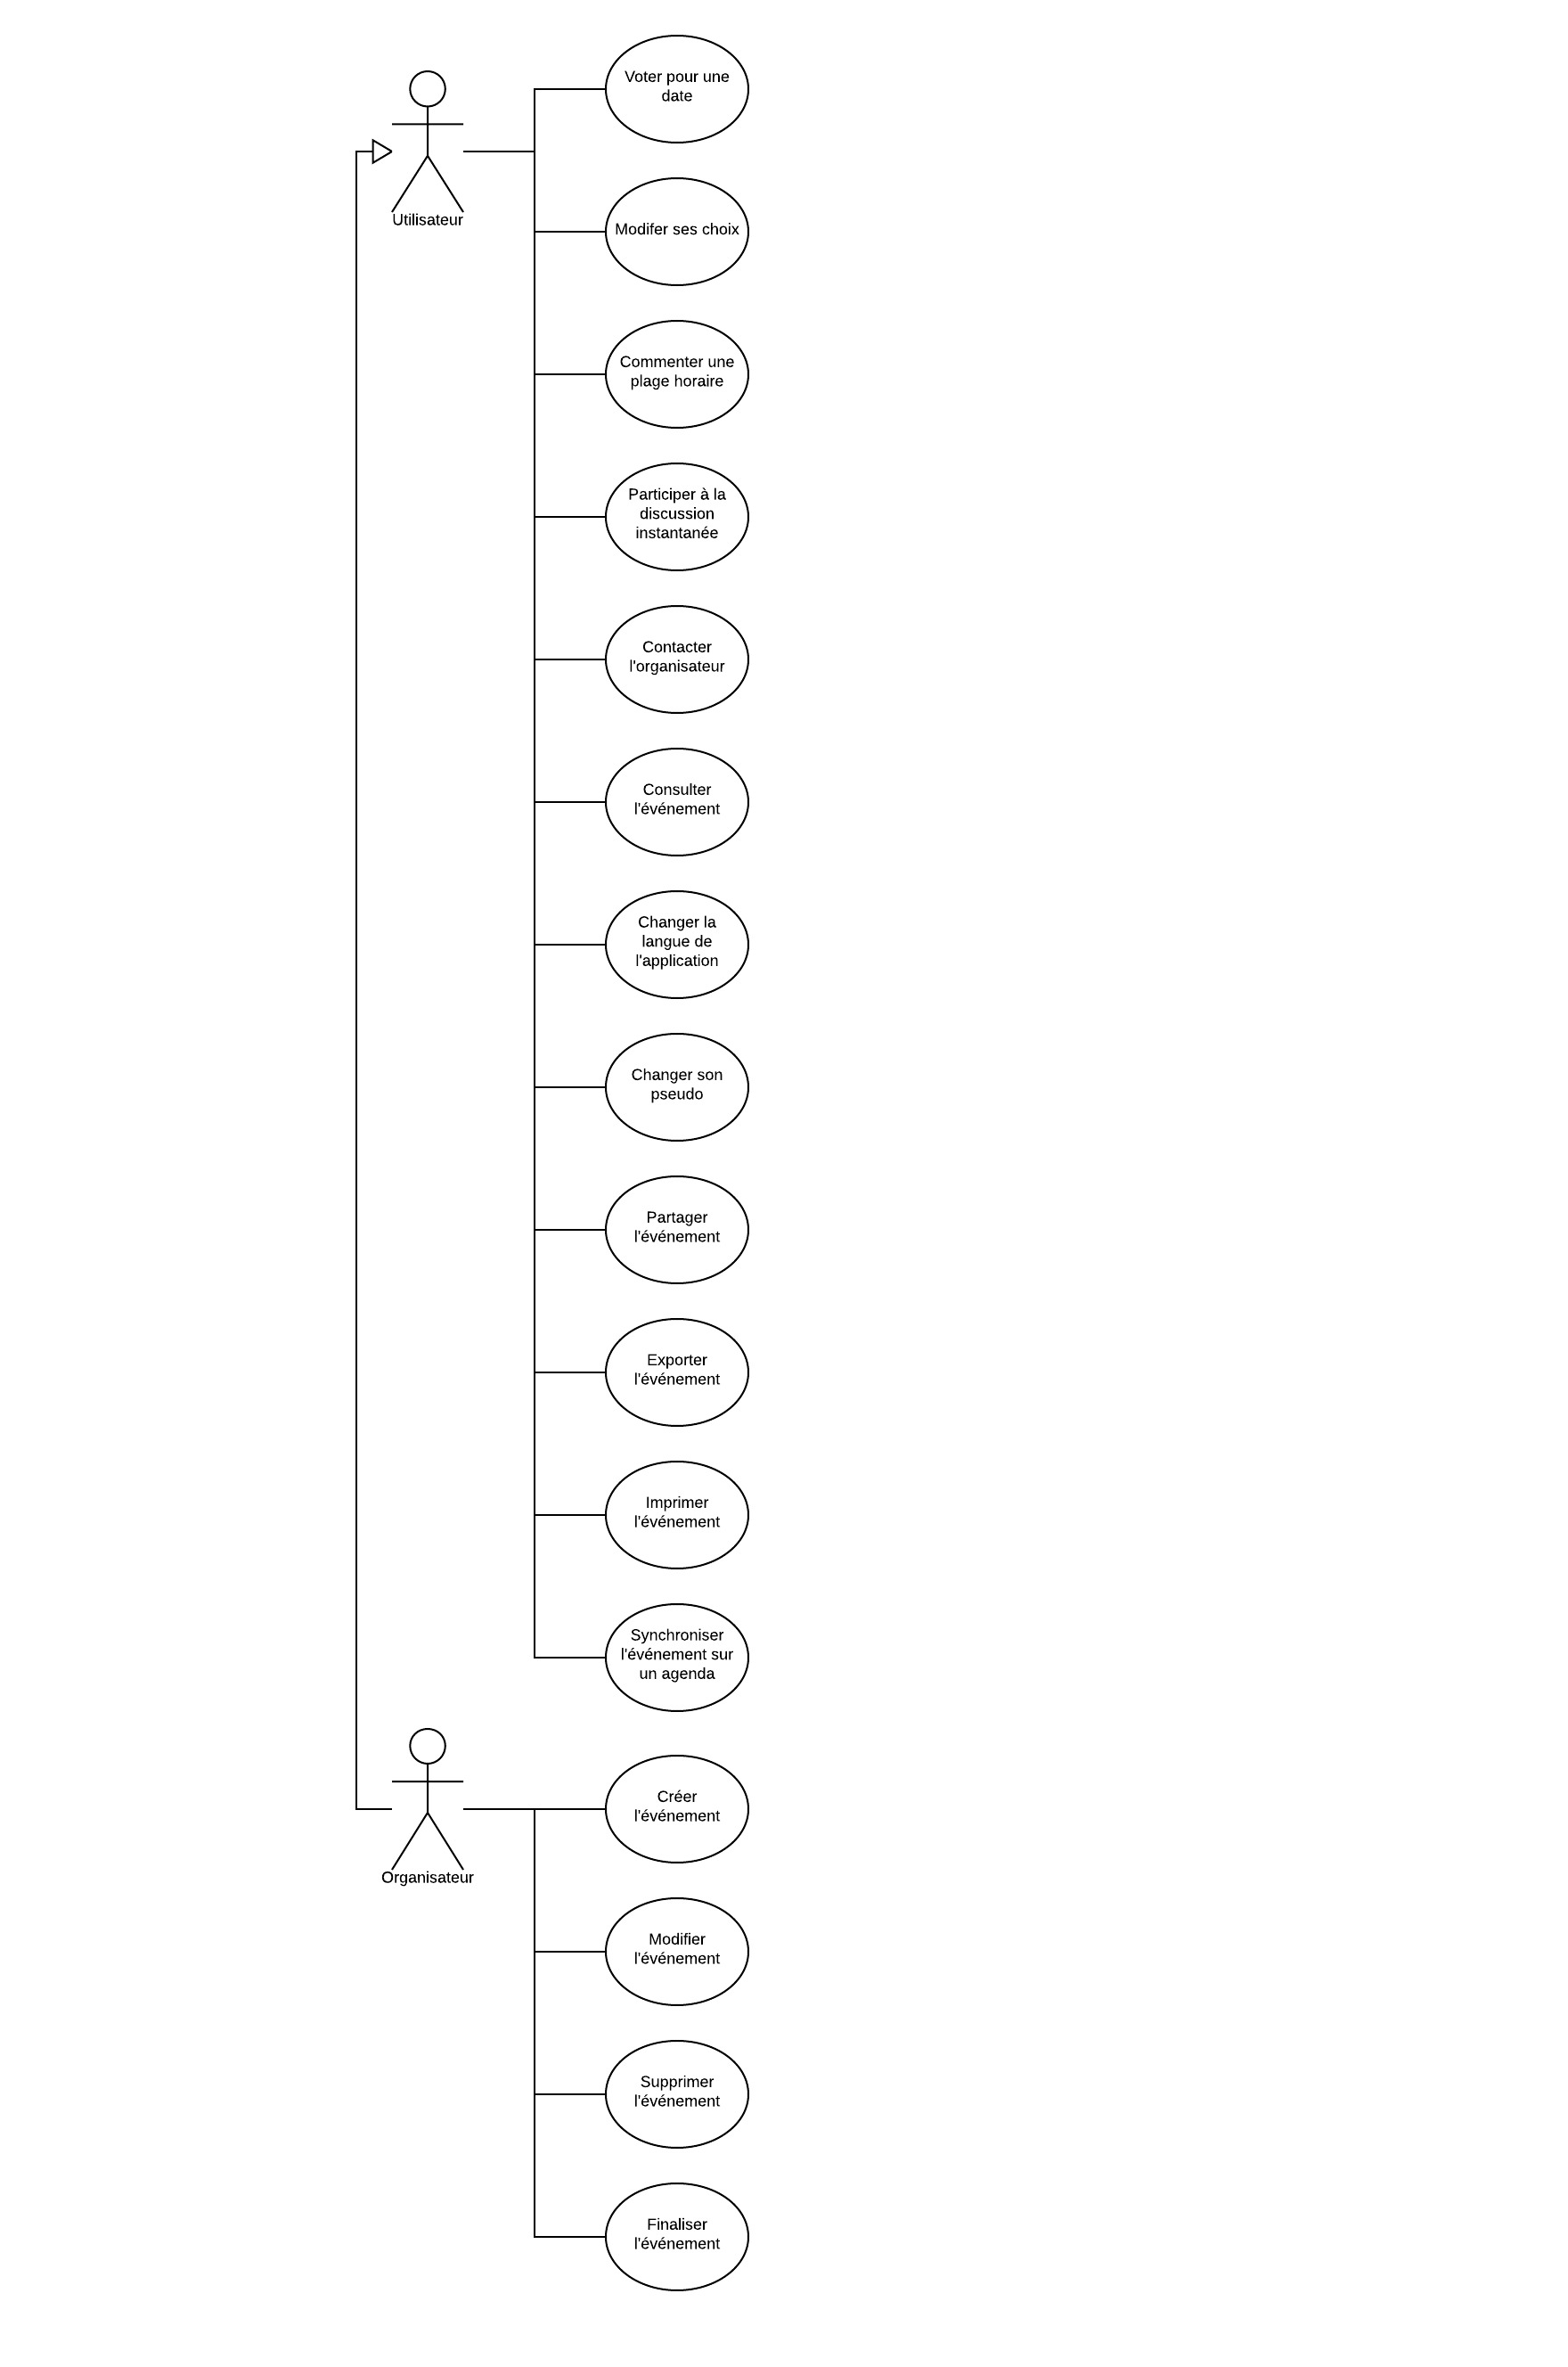 Voter pour une
date
Utilisateur
Modifer ses choix
Commenter une
plage horaire
Participer à la
discussion
instantanée
Contacter
l'organisateur
Consulter
l'événement
Changer la
langue de
l'application
Changer son
pseudo
Partager
l'événement
Exporter
l'événement
Imprimer
l'événement
Synchroniser
l'événement sur
un agenda
Créer
l'événement
Organisateur
Modifier
l'événement
Supprimer
l'événement
Finaliser
l'événement